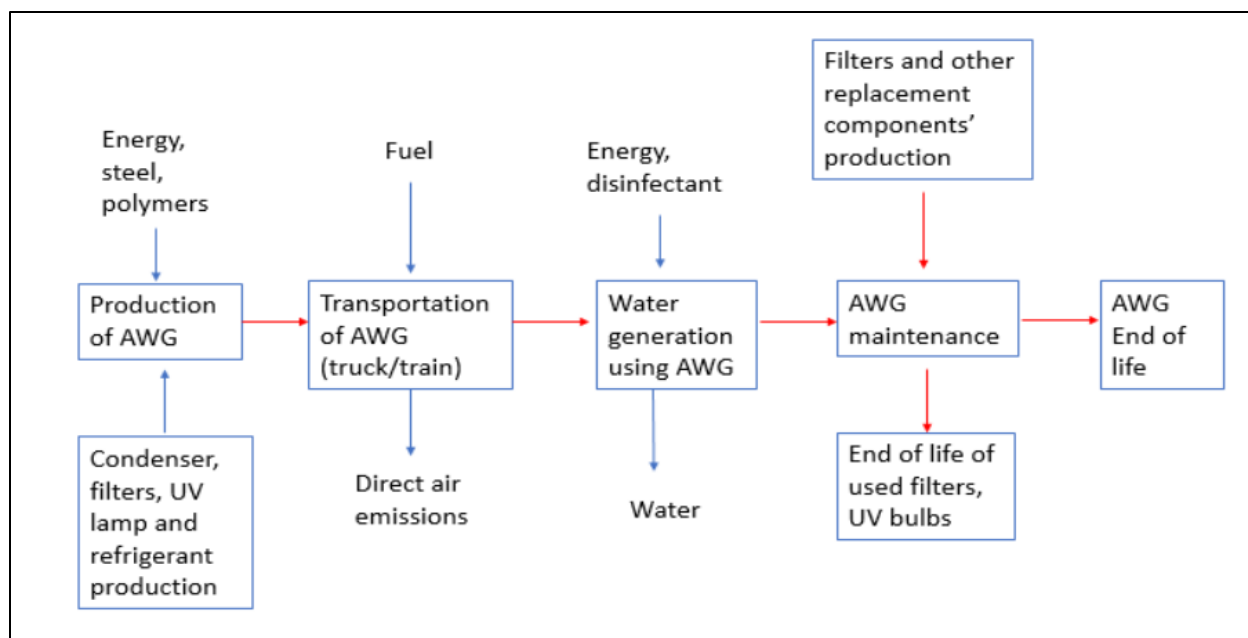 Energy,
steel,
polymers
Production
of AWG
Condenser,
filters, UV
lamp and
refrigerant
production
Fuel
Transportation
of AWG
(truck/train)
Direct air
emissions
Energy,
disinfectant
Water
generation
using AWG
Water
Filters and other
replacement
components’
production
AWG
maintenance
End of life of
used filters,
UV bulbs
AWG
End of
life